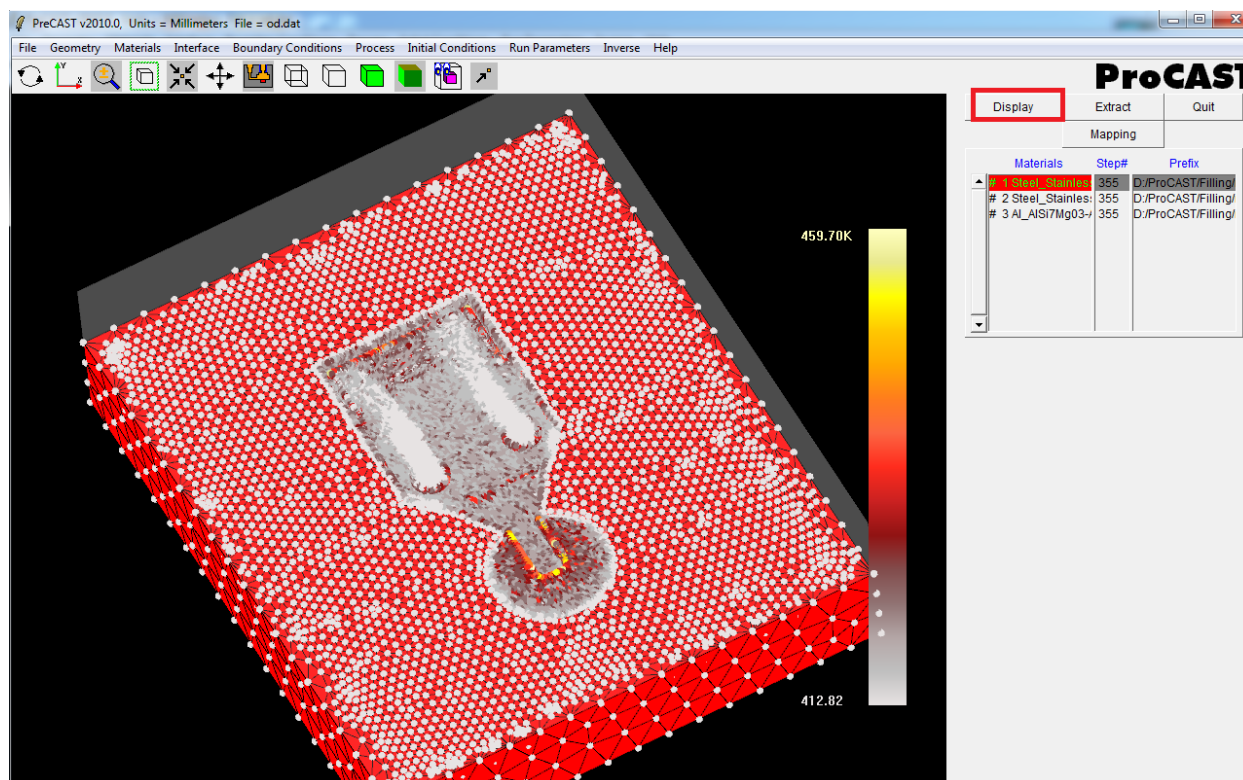 PreCAST v2010.0, Units = Millimeters File = od.dat
File Geometry Materials Interface Boundary Conditions Process Initial Conditions Run Parameters Inverse Help
ProCAST
Display Extract Quit
Mapping
Materials Step# Prefix
# 1 Steel_Stainles: 355 D:/ProCAST/Filling/
# 2 Steel_Stainles: 355 D:/ProCAST/Filling/
# 3 Al_AlSi7Mg03-/ 355 D:/ProCAST/Filling/
459.70K
412.82